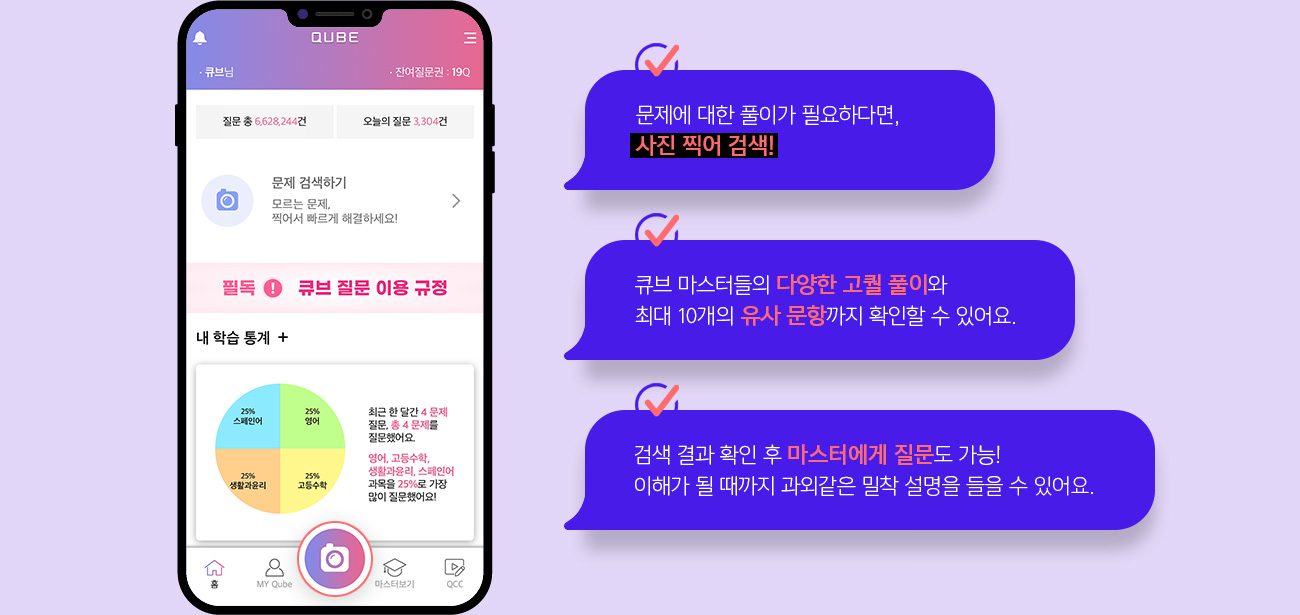 QUBE
· 큐브님
· 잔여질문권 : 19Q
질문 총 6,628,244건
오늘의 질문 3,304건
문제 검색하기
모르는 문제,
찍어서 빠르게 해결하세요!
필독 ! 큐브 질문 이용 규정
내 학습 통계 +
25%
스페인어
25%
영어
25%
생활과윤리
25%
고등수학
최근 한 달간 4 문제
질문, 총 4 문제를
질문했어요.
영어, 고등수학,
생활과윤리, 스페인어
과목을 25%로 가장
많이 질문했어요!
홈
MY Qube
마스터보기
QCC
문제에 대한 풀이가 필요하다면,
사진 찍어 검색!
큐브 마스터들의 다양한 고퀄 풀이와
최대 10개의 유사 문항까지 확인할 수 있어요.
검색 결과 확인 후 마스터에게 질문도 가능!
이해가 될 때까지 과외같은 밀착 설명을 들을 수 있어요.